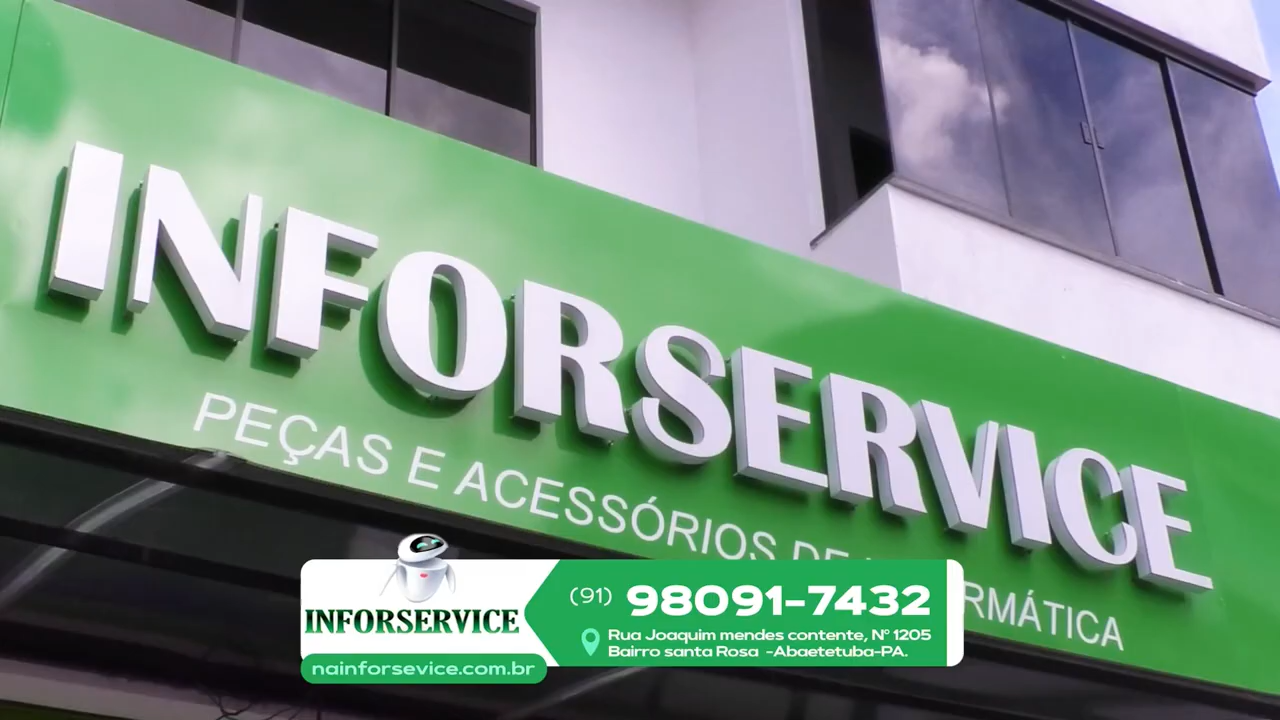 INFORSERVICE
PEÇAS E ACESSÓRIOS DE RMÁTICA
INFORSERVICE
nainforsevice.com.br
(91) 98091-7432
Rua Joaquim mendes contente, Nº 1205
Bairro santa Rosa -Abaetetuba-PA.